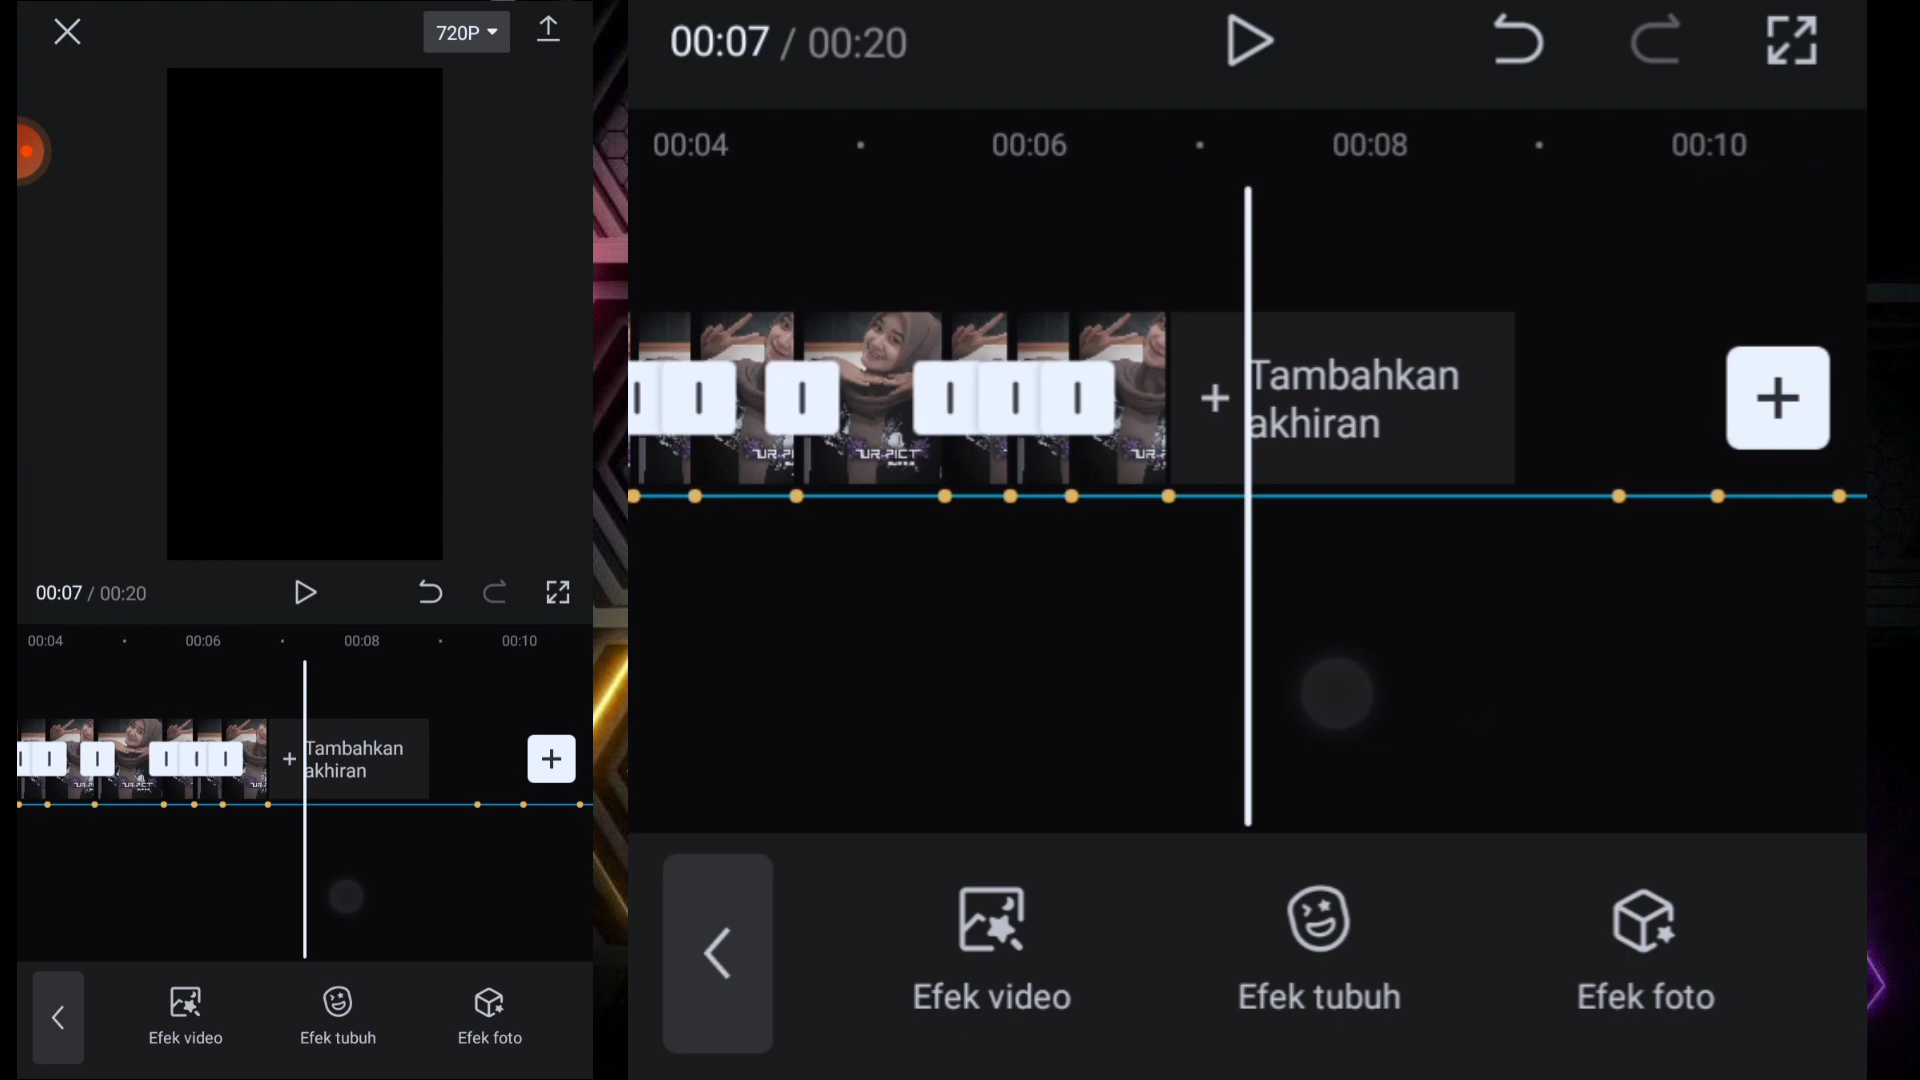 720P
00:07 / 00:20
00:04
00:06
00:08
00:10
Tambahkan
akhiran
Efek video
Efek tubuh
Efek foto
00:07 / 00:20
00:04
00:06
00:08
00:10
UR-PICT
Tambahkan
akhiran
Efek video
Efek tubuh
Efek foto